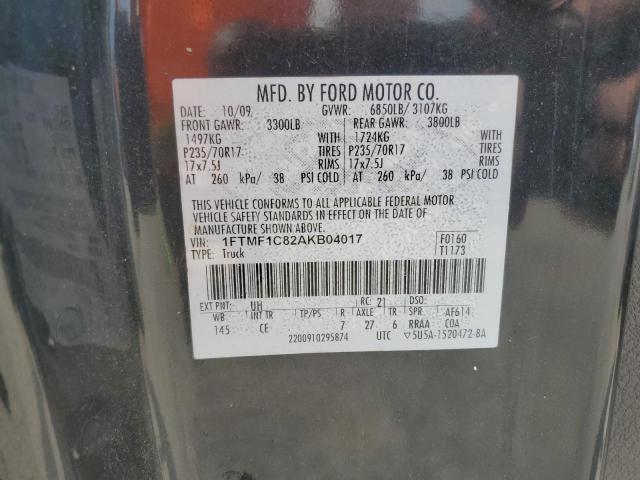 MFD. BY FORD MOTOR CO.
DATE: 10/09 GVWR: 6850LB/ 3107KG
FRONT GAWR: 3300LB REAR GAWR: 3800LB
1497KG WITH 1724KG WITH
P235/70R17 TIRES P235/70R17 TIRES
17x7.5J RIMS 17x7.5J RIMS
AT 260 kPa/ 38 PSI COLD AT 260 kPa/ 38 PSI COLD
THIS VEHICLE CONFORMS TO ALL APPLICABLE FEDERAL MOTOR
VEHICLE SAFETY STANDARDS IN EFFECT ON THE DATE OF
MANUFACTURE SHOWN ABOVE.
VIN: 1FTMF1C82AKB04017 F0160
TYPE: Truck T1173
EXT PNT: UH RC: 21 DSO:
WB INT TR TP/PS R AXLE TR SPR AF614
145 CE 7 27 6 RRAA COA
2200910295874 UTC ▽5U5A-1520472-BA